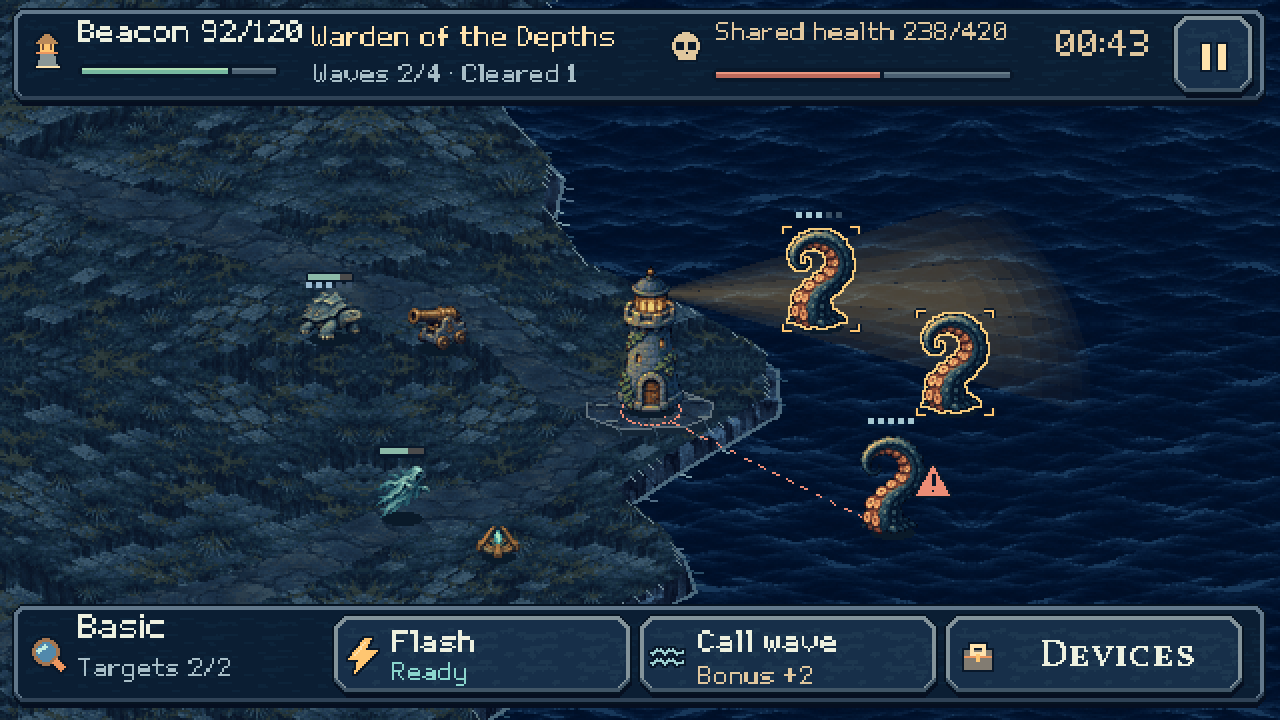 Beacon 92/120
Warden of the Depths
Waves 2/4 · Cleared 1
Shared health 238/420
00:43
Basic
Targets 2/2
Flash
Ready
Call wave
Bonus +2
DEVICES